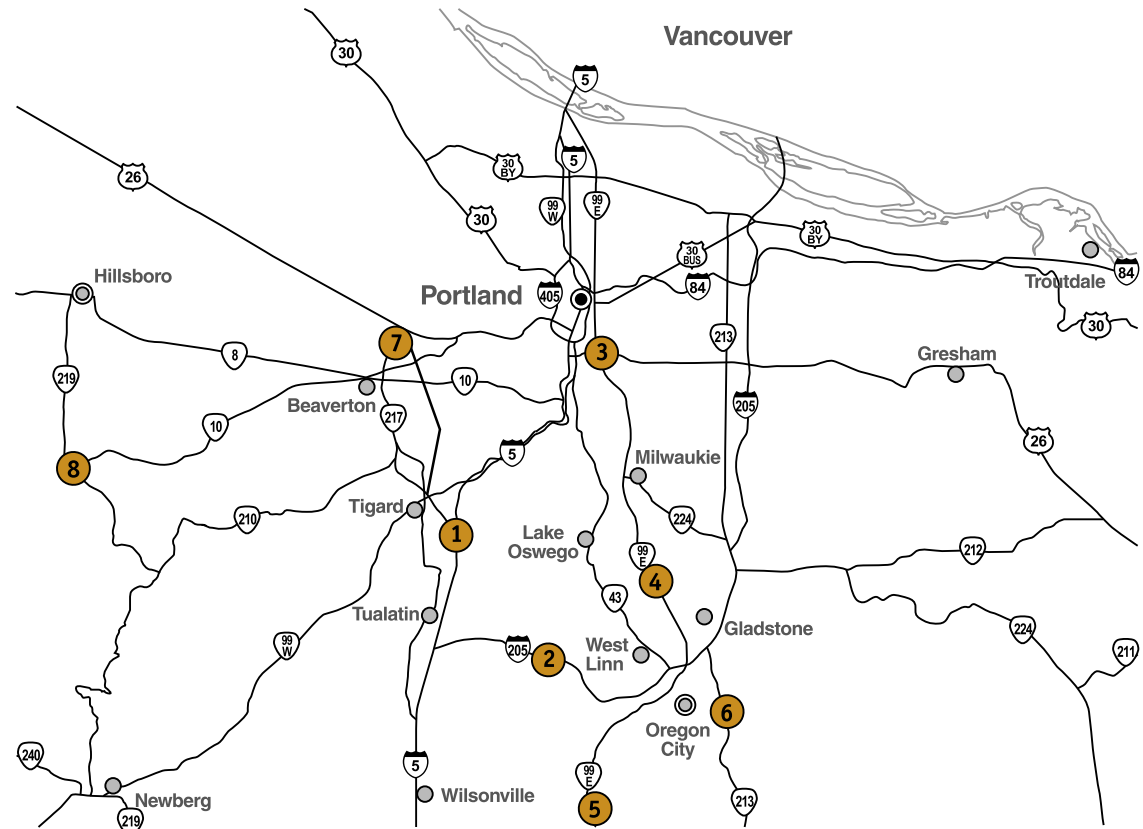 Vancouver
30
5
5
30
BY
26
99
W
99
E
30
30
BY
30
BUS
84
Troutdale
Hillsboro
84
405
Portland
30
213
7
3
8
Gresham
219
10
Beaverton
205
217
10
26
5
Milwaukie
8
Tigard
210
224
1
Lake
Oswego
99
E
212
4
43
Tualatin
Gladstone
224
99
W
205
2
West
Linn
211
6
Oregon
City
240
5
99
E
Newberg
Wilsonville
5
213
219